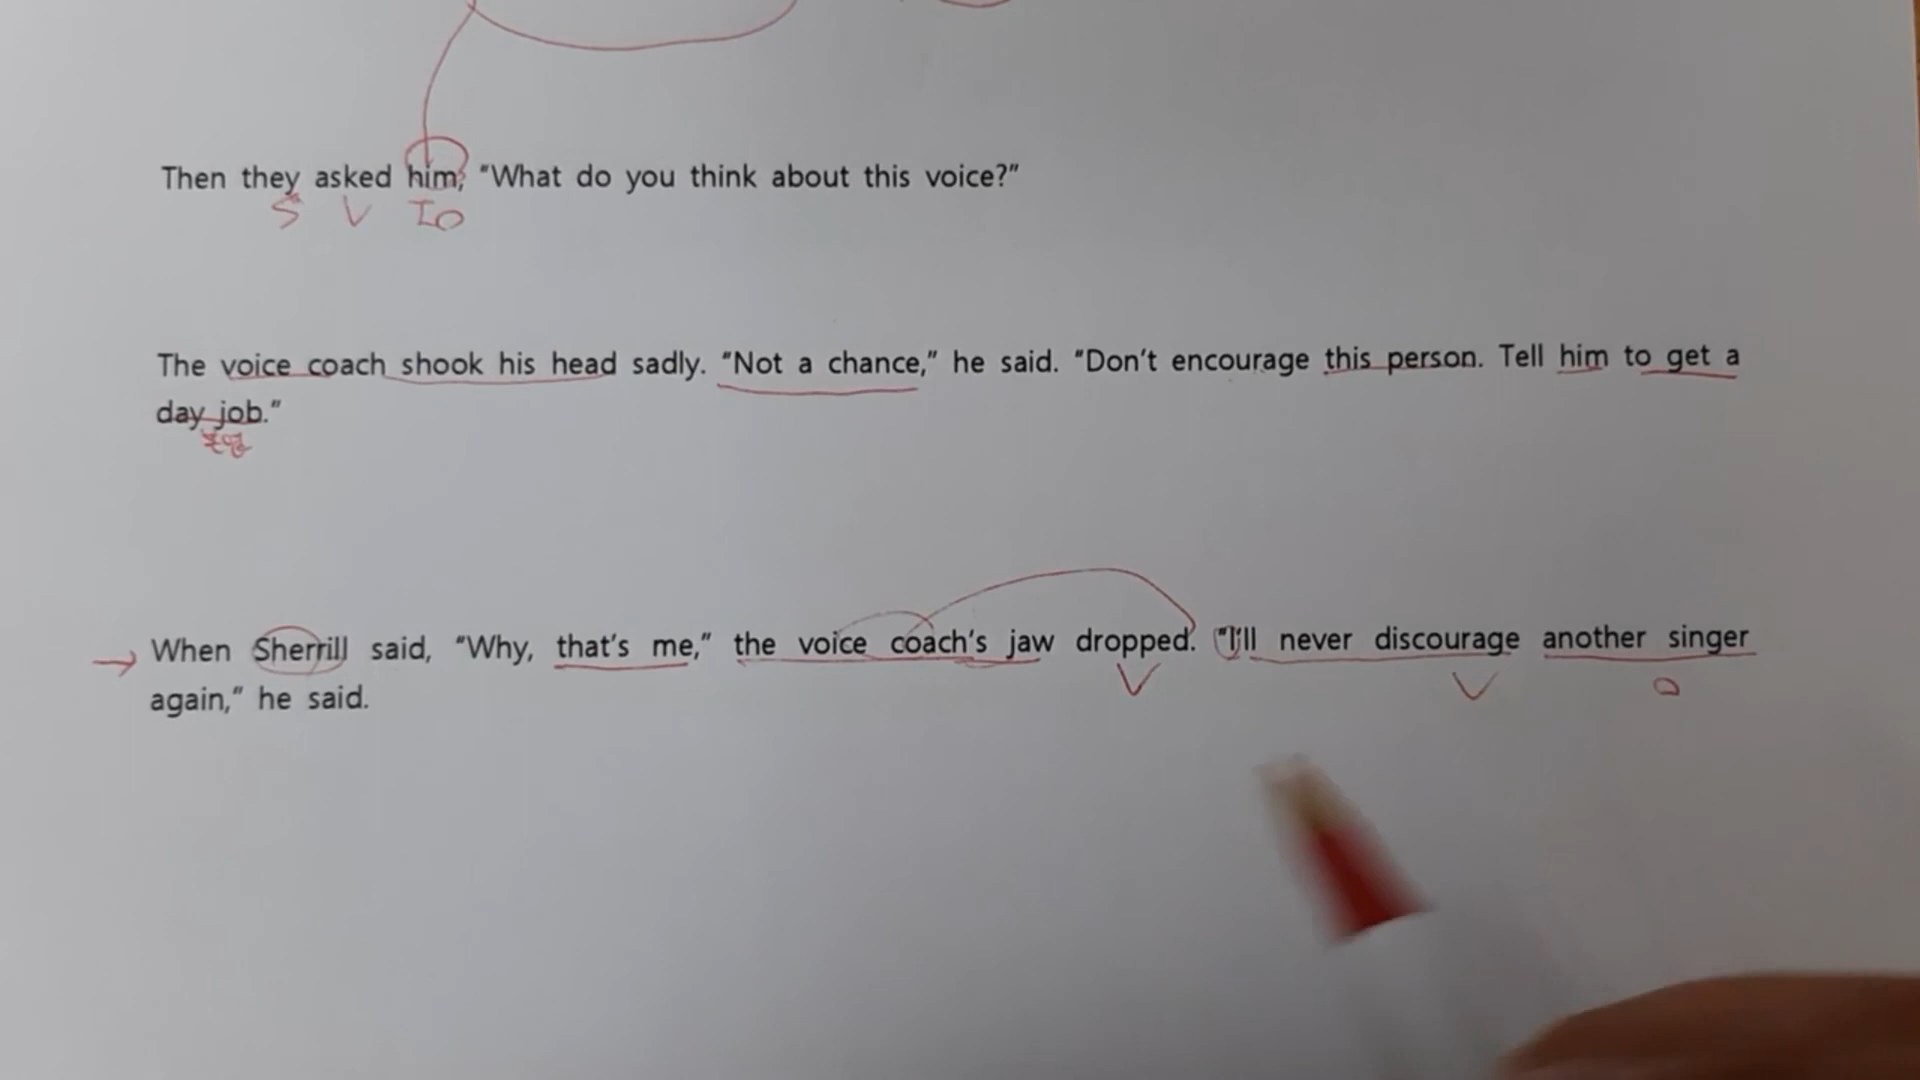 Then they asked him, "What do you think about this voice?"
S V IO
The voice coach shook his head sadly. "Not a chance," he said. "Don't encourage this person. Tell him to get a
day job."
When Sherrill said, "Why, that's me," the voice coach's jaw dropped. "I'll never discourage another singer
V V O
again," he said.